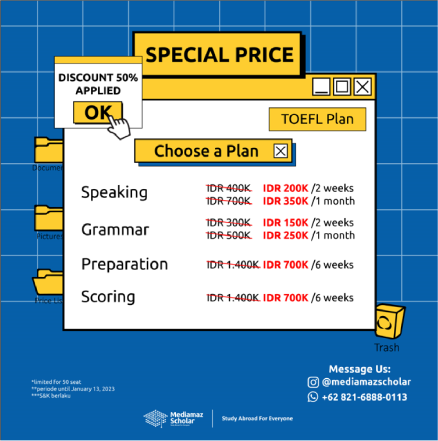 SPECIAL PRICE
DISCOUNT 50%
APPLIED
OK
TOEFL Plan
Choose a Plan
Speaking
IDR 400K IDR 200K /2 weeks
IDR 700K IDR 350K /1 month
Grammar
IDR 300K IDR 150K /2 weeks
IDR 500K IDR 250K /1 month
Preparation
IDR 1.400K IDR 700K /6 weeks
Scoring
IDR 1.400K IDR 700K /6 weeks
Documen
Pictures
Price Lis
Trash
*limited for 50 seat
**periode until January 13, 2023
***S&K berlaku
Message Us:
@mediamazscholar
+62 821-6888-0113
Mediamaz
Scholar
Study Abroad For Everyone